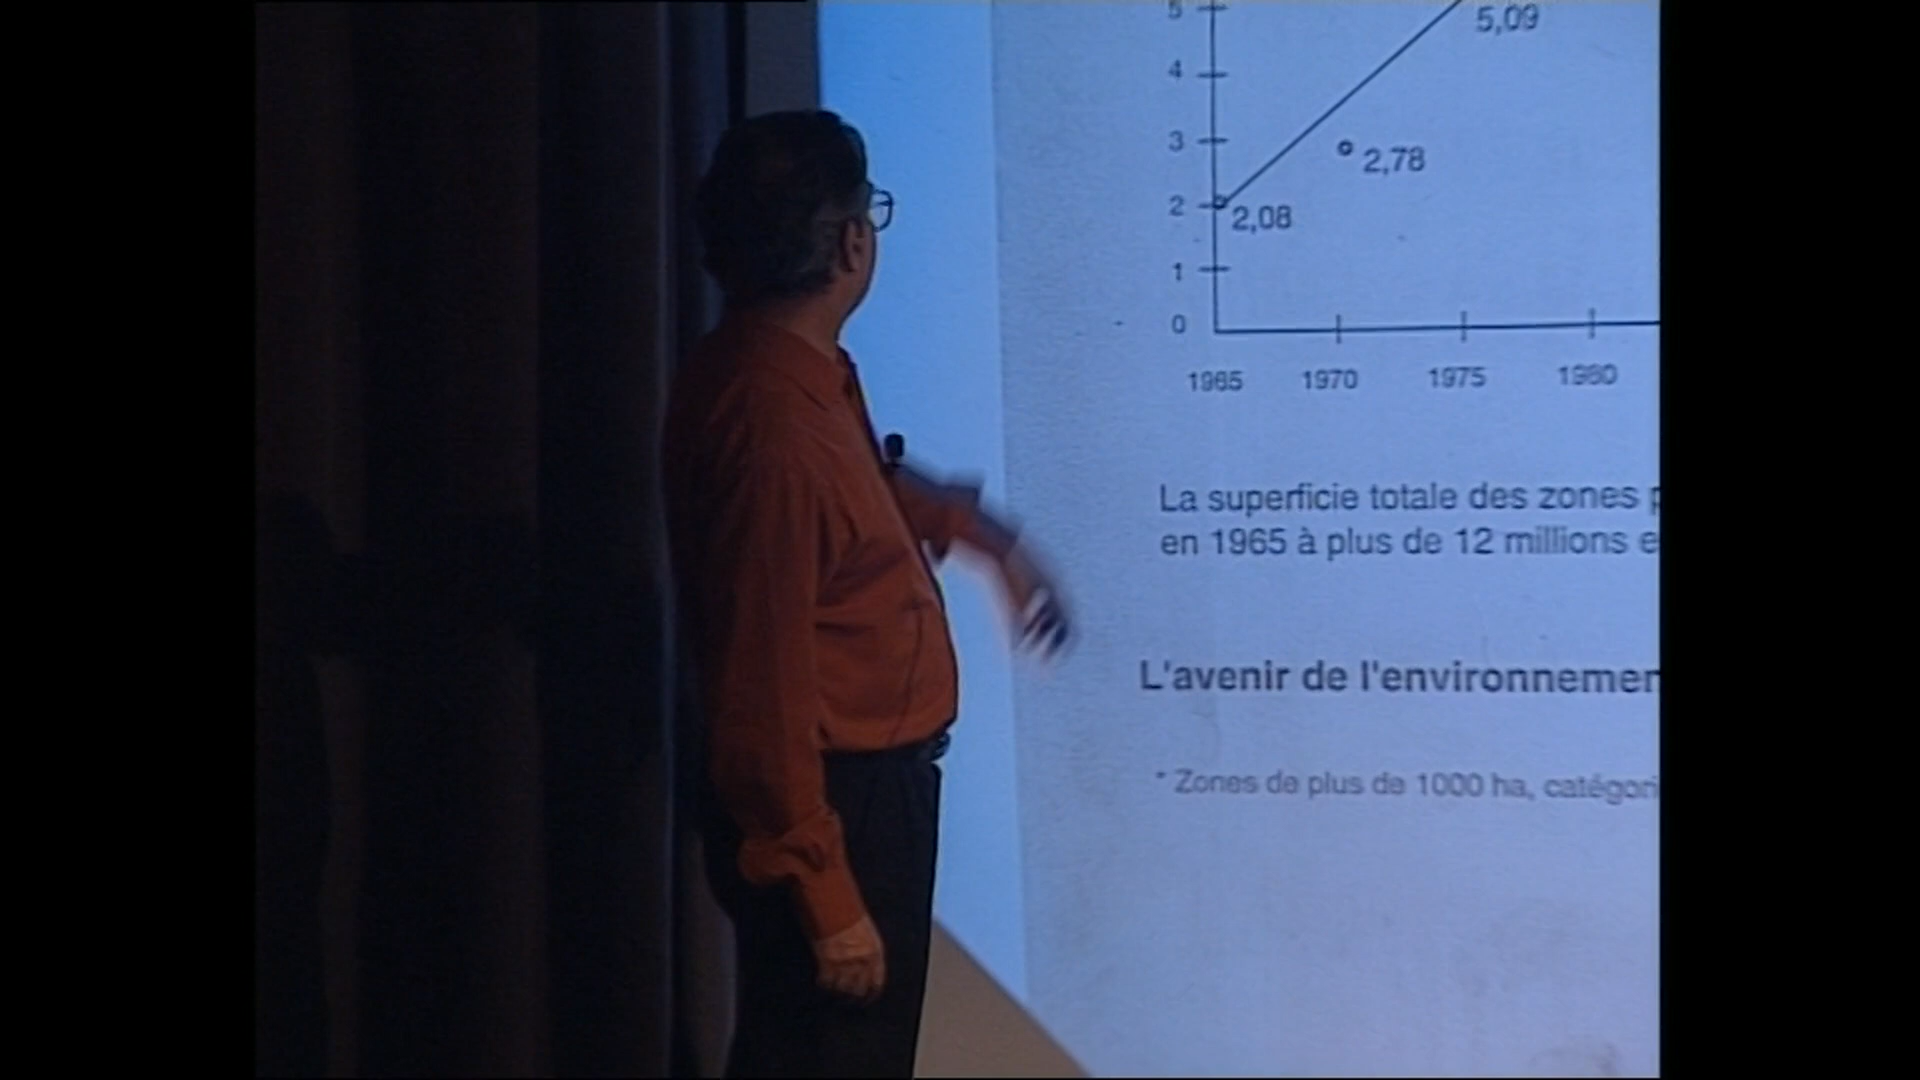 5
5,09
4
3
2,78
2
2,08
1
0
1965 1970 1975 1980
La superficie totale des zones
en 1965 à plus de 12 millions
L'avenir de
* Zones de plus de 1000 ha,